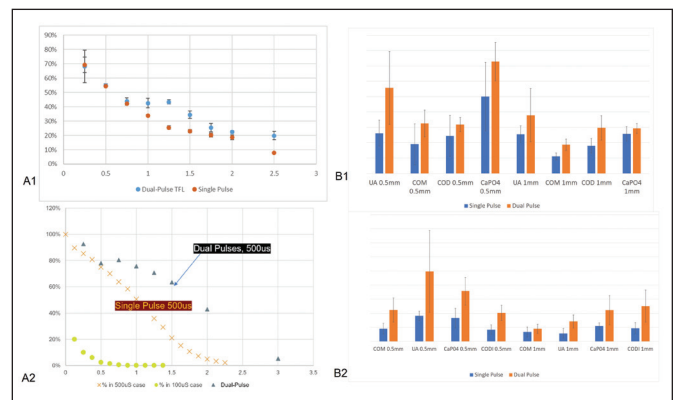 90%
80%
70%
60%
50%
40%
30%
20%
10%
0%
0 0.5 1 1.5 2 2.5 3
Dual-Pulse TFL Single Pulse
A1
UA 0.5mm COM 0.5mm COD 0.5mm CaPO4 0.5mm UA 1mm COM 1mm COD 1mm CaPO4 1mm
Single Pulse Dual Pulse
B1
120%
100%
80%
60%
40%
20%
0%
Dual Pulses, 500us
Single Pulse 500us
0 0.5 1 1.5 2 2.5 3 3.5
% in 500uS case % in 100uS case Dual-Pulse
A2
COM 0.5mm UA 0.5mm CaP04 0.5mm CODI 0.5mm COM 1mm UA 1mm CaPO4 1mm CODI 1mm
Single Pulse Dual Pulse
B2